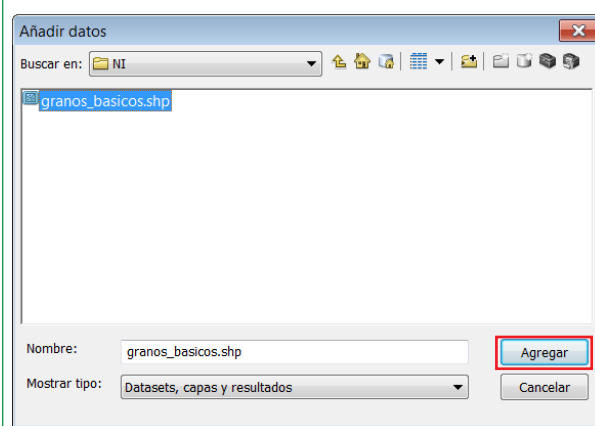 Añadir datos
Buscar en: NI
granos_basicos.shp
Nombre: granos_basicos.shp Agregar
Mostrar tipo: Datasets, capas y resultados Cancelar